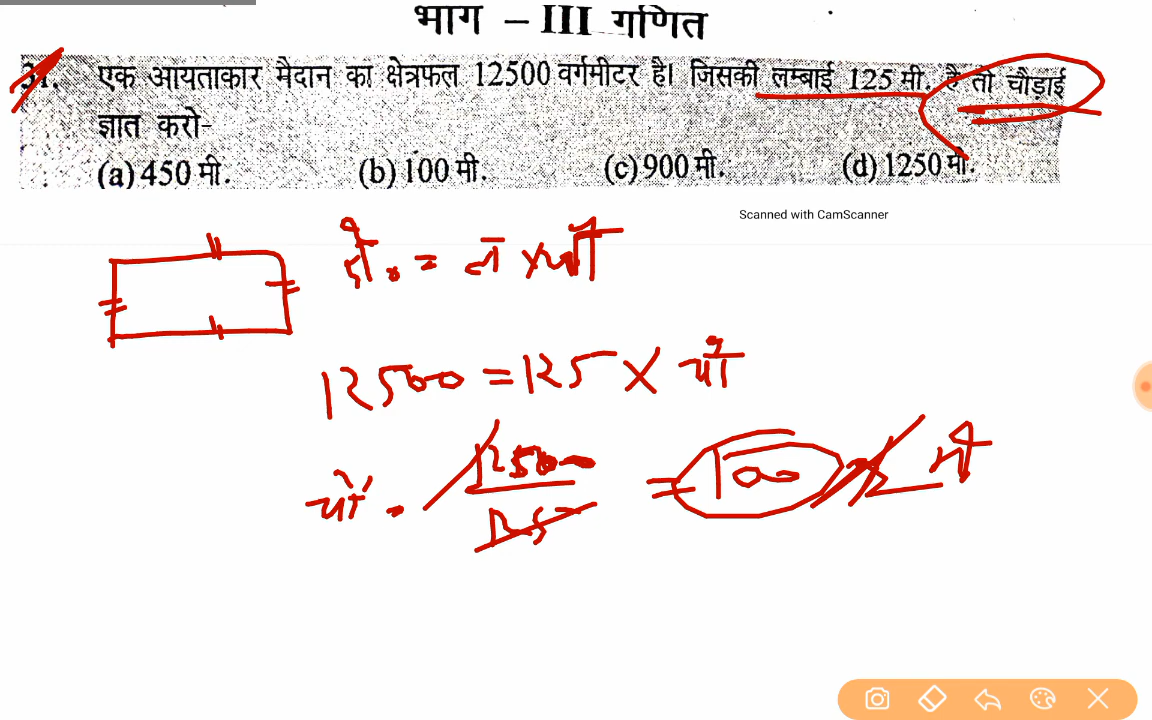 भाग – III गणित
31. एक आयताकार मैदान का क्षेत्रफल 12500 वर्गमीटर है। जिसकी लम्बाई 125 मी. है तो चौड़ाई
ज्ञात करो-
(a) 450 मी. (b) 100 मी. (c) 900 मी. (d) 1250 मी.
Scanned with CamScanner
क्षे. = ल × चौ
12500 = 125 × चौ
चौ = 12500 / 125 = 100 मी